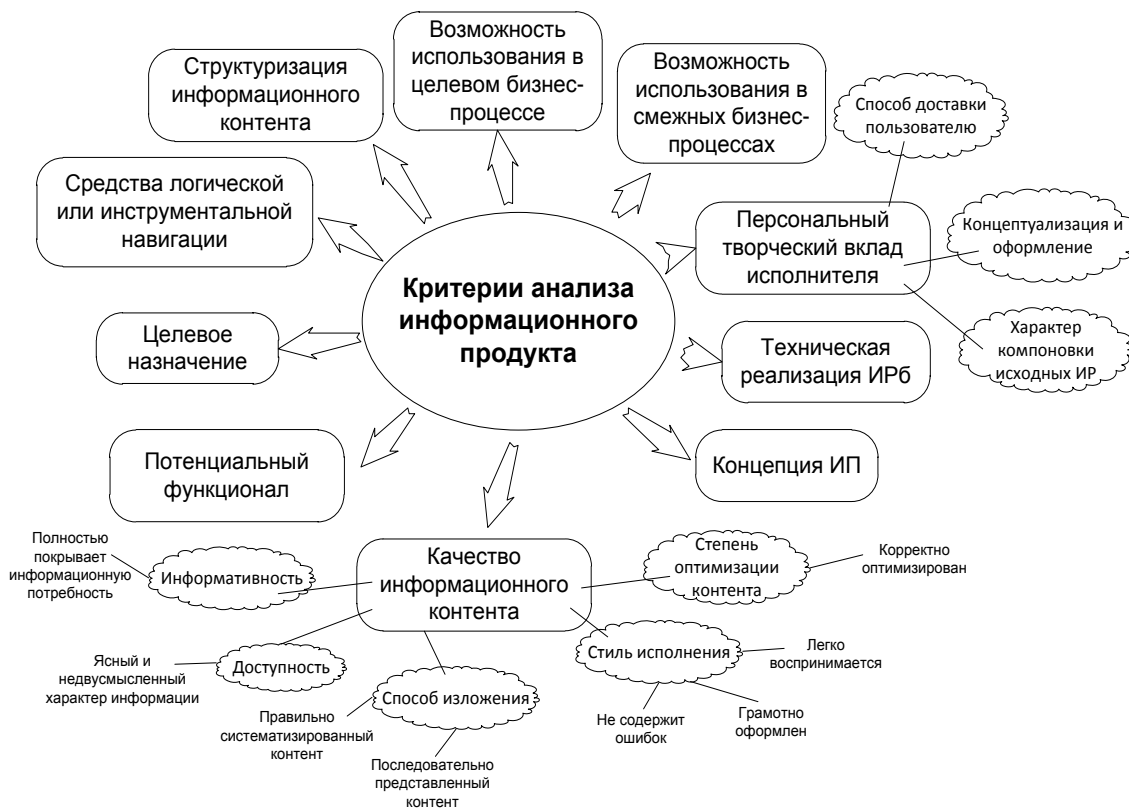 Возможность
использования в
целевом бизнес-
процессе
Структуризация
информационного
контента
Возможность
использования в
смежных бизнес-
процессах
Способ доставки
пользователю
Средства логической
или инструментальной
навигации
Персональный
творческий вклад
исполнителя
Концептуализация и
оформление
Критерии анализа
информационного
продукта
Целевое
назначение
Техническая
реализация ИРб
Характер
компоновки
исходных ИР
Потенциальный
функционал
Концепция ИП
Качество
информационного
контента
Полностью
покрывает
информационную
потребность
Информативность
Степень
оптимизации
контента
Корректно
оптимизирован
Ясный и
недвусмысленный
характер информации
Доступность
Способ изложения
Стиль исполнения
Легко
воспринимается
Правильно
систематизированный
контент
Последовательно
представленный
контент
Не содержит
ошибок
Грамотно
оформлен